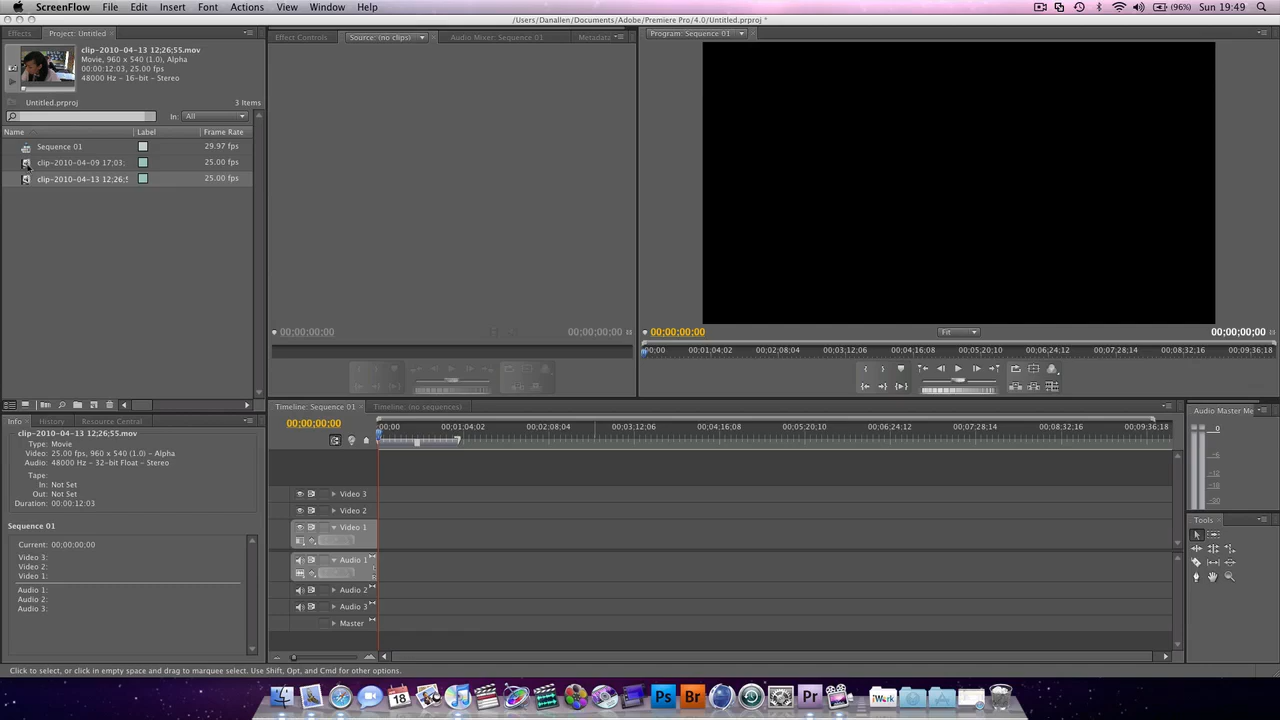 ScreenFlow File Edit Insert Font Actions View Window Help (96%) Sun 19:49
/Users/Danallen/Documents/Adobe/Premiere Pro/4.0/Untitled.prproj *
Effects Project: Untitled
clip-2010-04-13 12;26;55.mov
Movie, 960 x 540 (1.0), Alpha
00:00:12:03, 25.00 fps
48000 Hz - 16-bit - Stereo
Untitled.prproj 3 Items
In: All
Name Label Frame Rate
Sequence 01 29.97 fps
clip-2010-04-09 17;03; 25.00 fps
clip-2010-04-13 12;26;5 25.00 fps
Effect Controls Source: (no clips) Audio Mixer: Sequence 01 Metadata
00;00;00;00 00;00;00;00
Program: Sequence 01
00;00;00;00 Fit 00;00;00;00
00;00 00;01;04;02 00;02;08;04 00;03;12;06 00;04;16;08 00;05;20;10 00;06;24;12 00;07;28;14 00;08;32;16 00;09;36;18
Info History Resource Central
clip-2010-04-13 12;26;55.mov
Type: Movie
Video: 25.00 fps, 960 x 540 (1.0) - Alpha
Audio: 48000 Hz - 32-bit Float - Stereo
Tape:
In: Not Set
Out: Not Set
Duration: 00:00:12:03
Sequence 01
Current: 00;00;00;00
Video 3:
Video 2:
Video 1:
Audio 1:
Audio 2:
Audio 3:
Timeline: Sequence 01 Timeline: (no sequences)
00;00;00;00
00;00 00;01;04;02 00;02;08;04 00;03;12;06 00;04;16;08 00;05;20;10 00;06;24;12 00;07;28;14 00;08;32;16 00;09;36;18
Video 3
Video 2
Video 1
Audio 1
Audio 2
Audio 3
Master
Audio Master Me
0
-6
-12
-18
-30
Tools
Click to select, or click in empty space and drag to marquee select. Use Shift, Opt, and Cmd for other options.
18 Ps Br Pr iWork